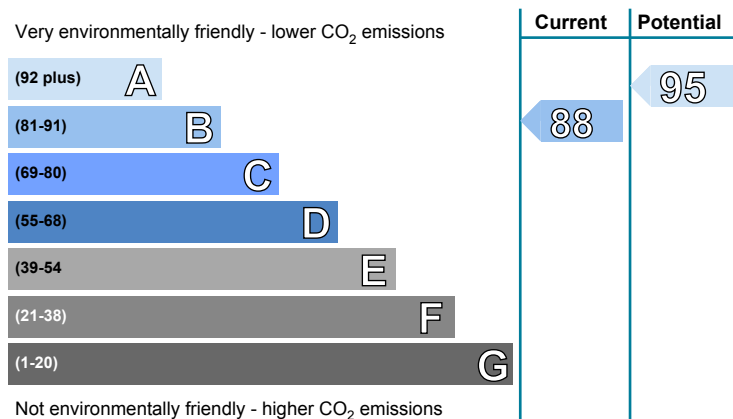 Very environmentally friendly - lower CO2 emissions
Current
Potential
(92 plus) A
95
(81-91) B
88
(69-80) C
(55-68) D
(39-54 E
(21-38) F
(1-20) G
Not environmentally friendly - higher CO2 emissions